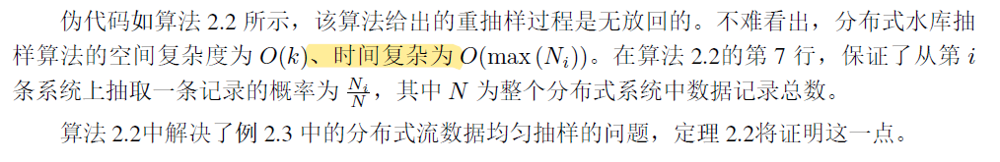 伪代码如算法 2.2 所示，该算法给出的重抽样过程是无放回的。不难看出，分布式水库抽
样算法的空间复杂度为 O(k)、时间复杂为 O(max (N_i))。在算法 2.2的第 7 行，保证了从第 i
条系统上抽取一条记录的概率为 N_i/N，其中 N 为整个分布式系统中数据记录总数。
算法 2.2中解决了例 2.3 中的分布式流数据均匀抽样的问题，定理 2.2将证明这一点。